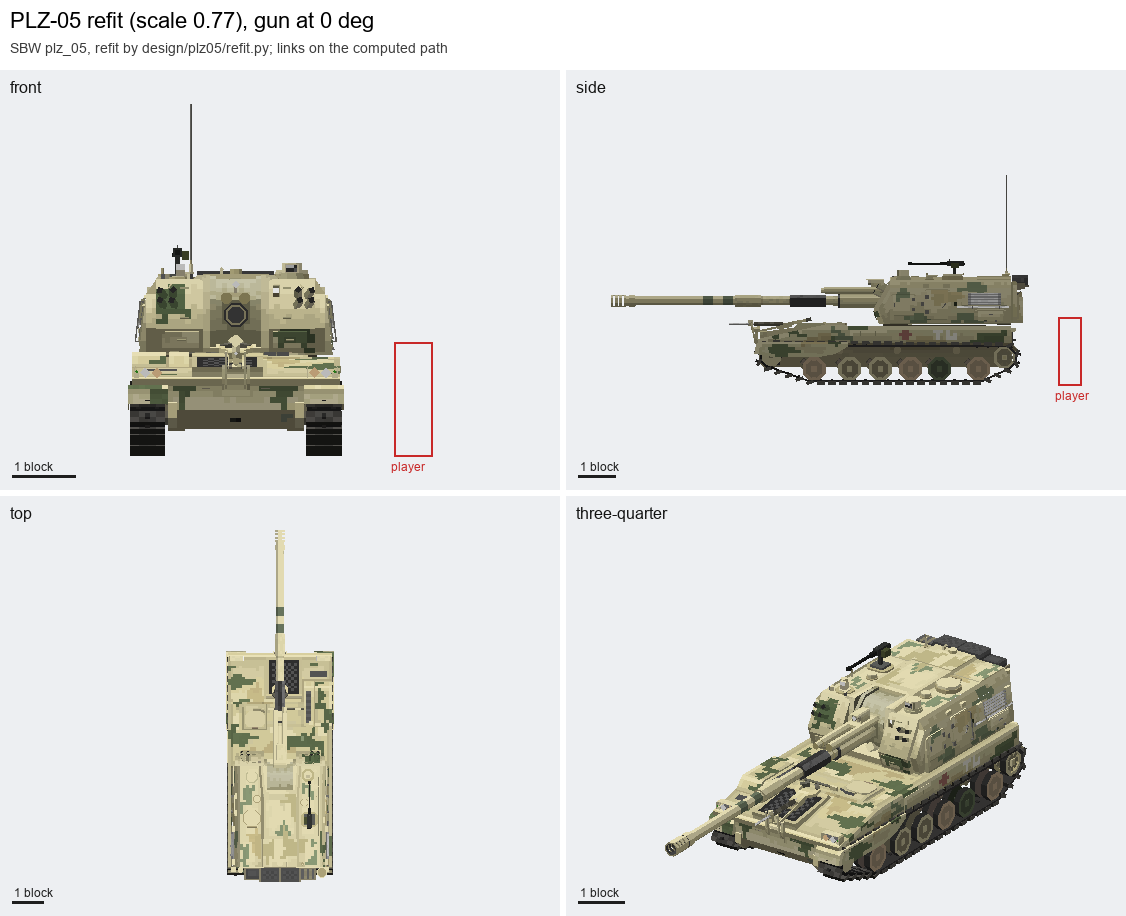 PLZ-05 refit (scale 0.77), gun at 0 deg
SBW plz_05, refit by design/plz05/refit.py; links on the computed path
front
side
player
1 block
player
1 block
top
three-quarter
1 block
1 block